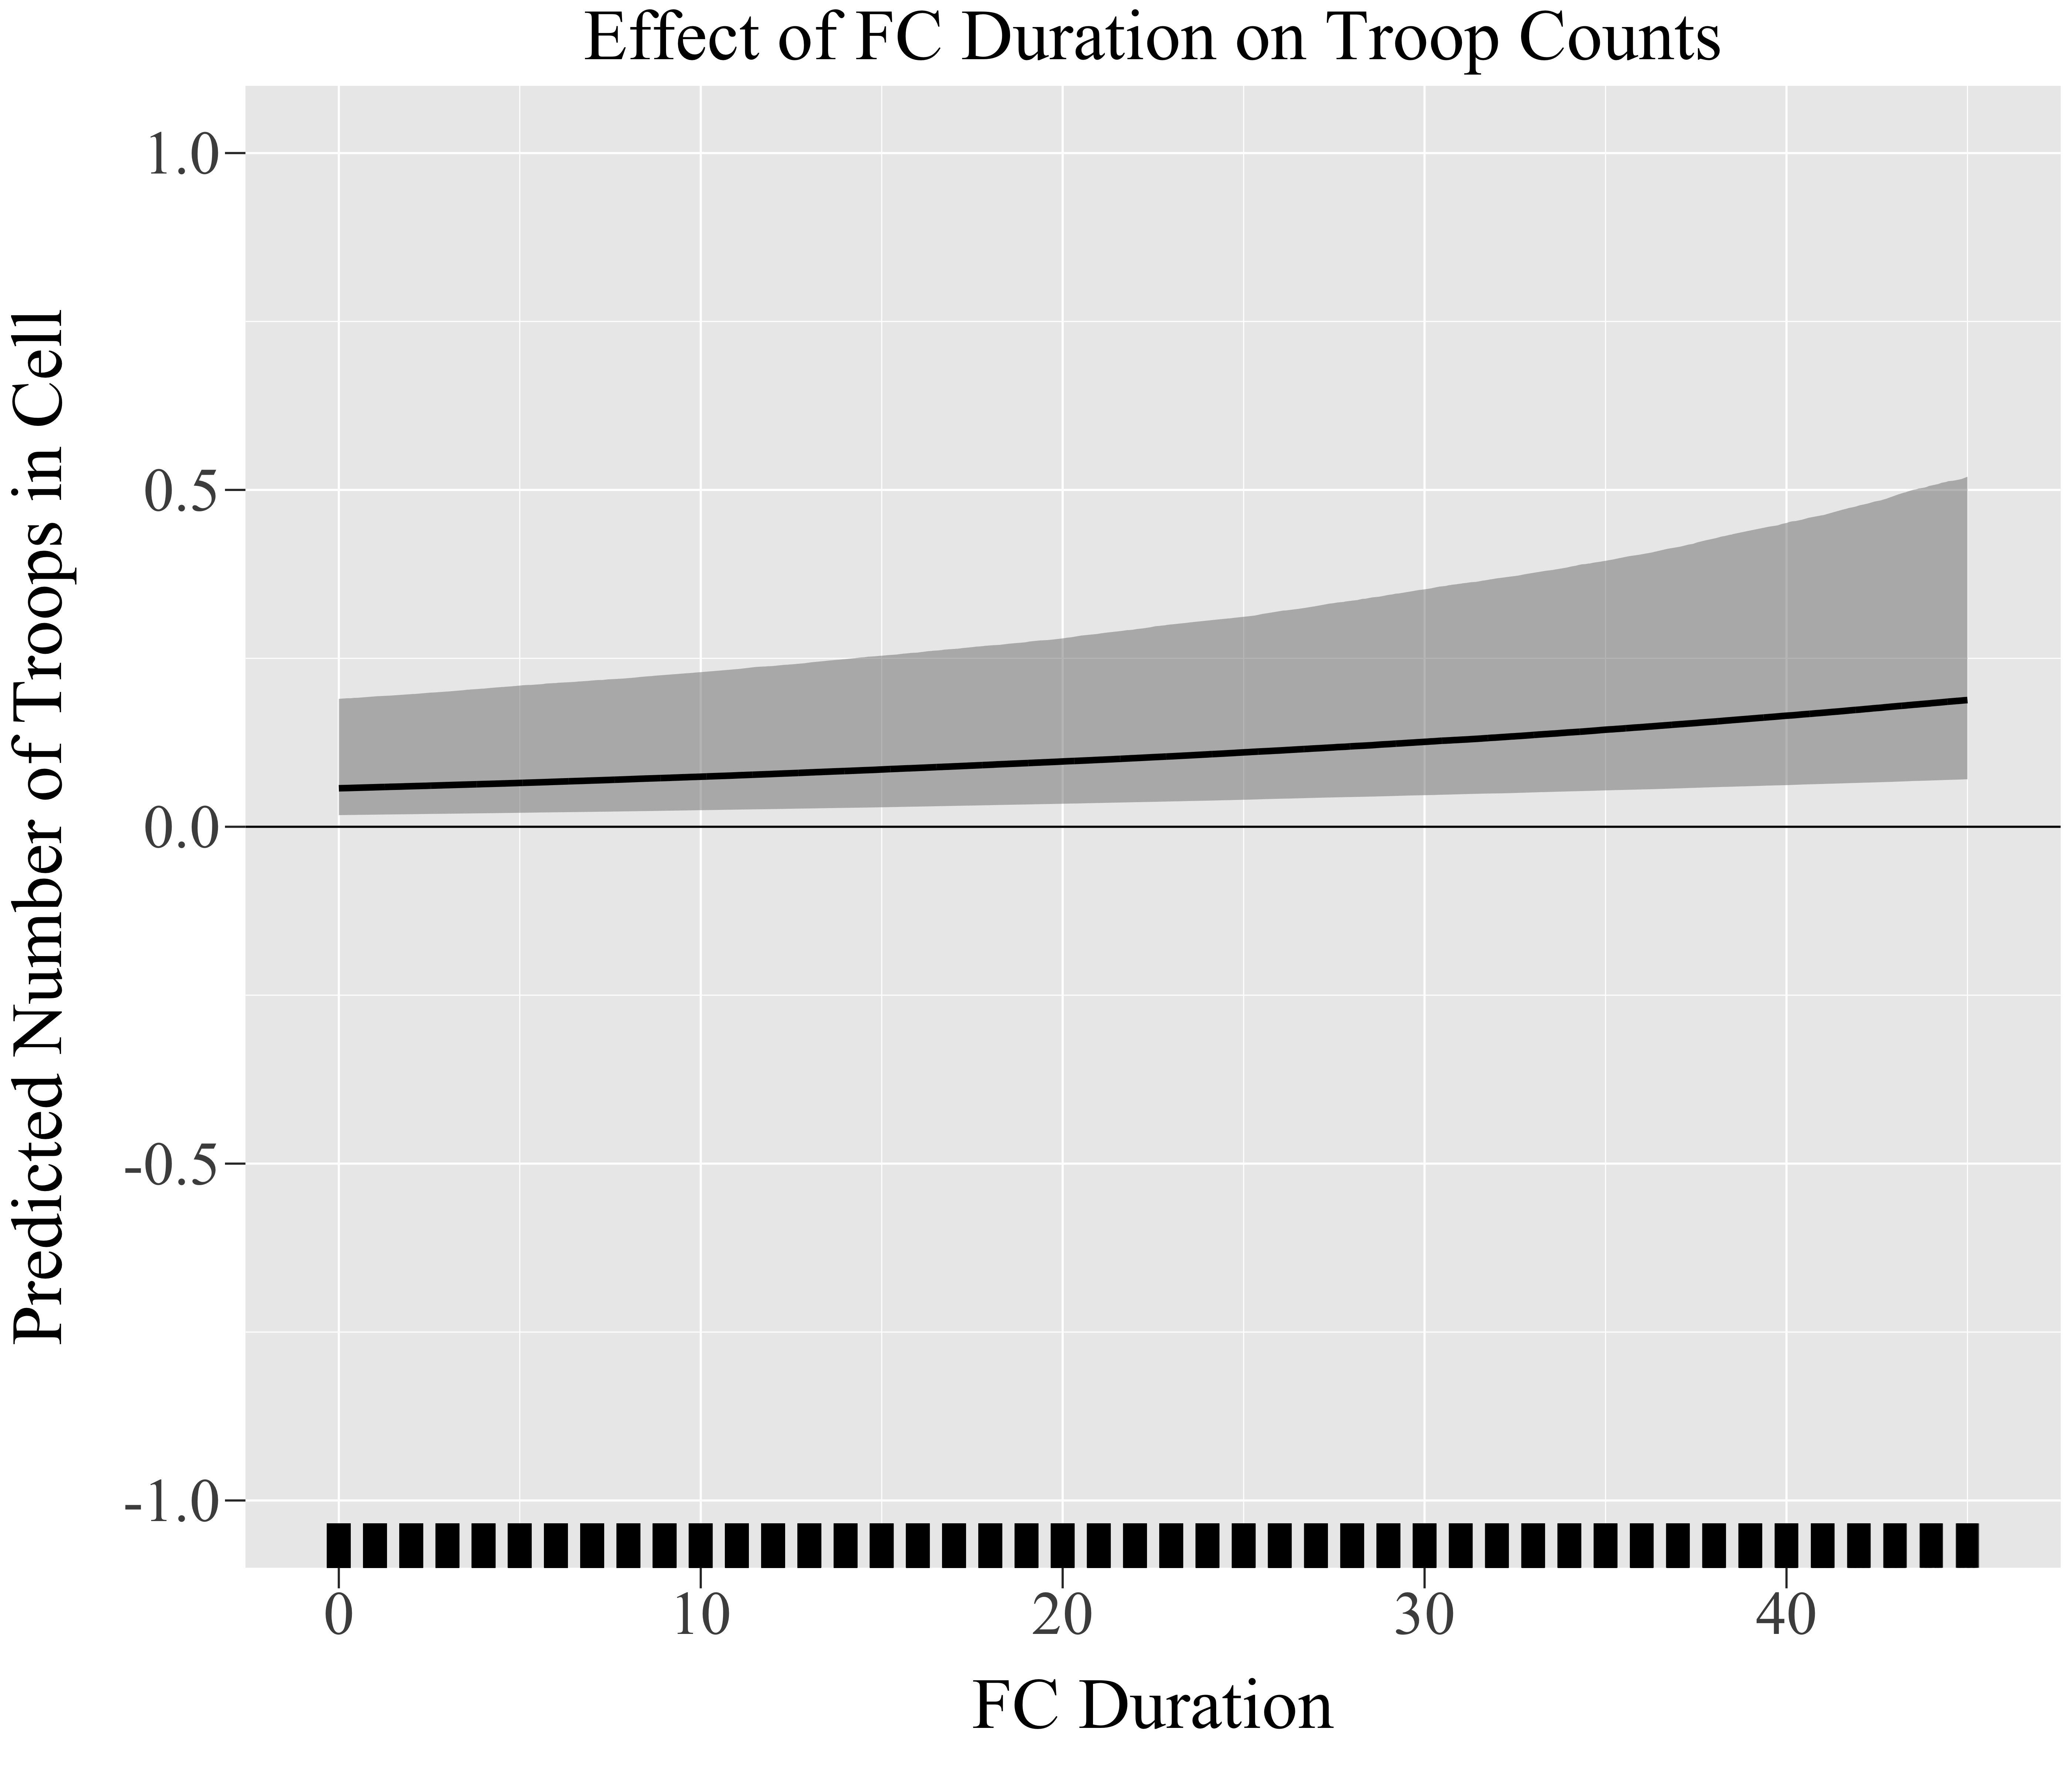 Effect of FC Duration on Troop Counts
Predicted Number of Troops in Cell
1.0
0.5
0.0
-0.5
-1.0
0 10 20 30 40
FC Duration